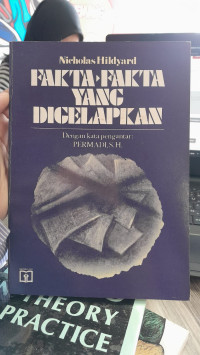 Nicholas Hildyard
FAKTA-FAKTA
YANG
DIGELAPKAN
Dengan kata pengantar:
PERMADI, S.H.
THEORY
PRACTICE